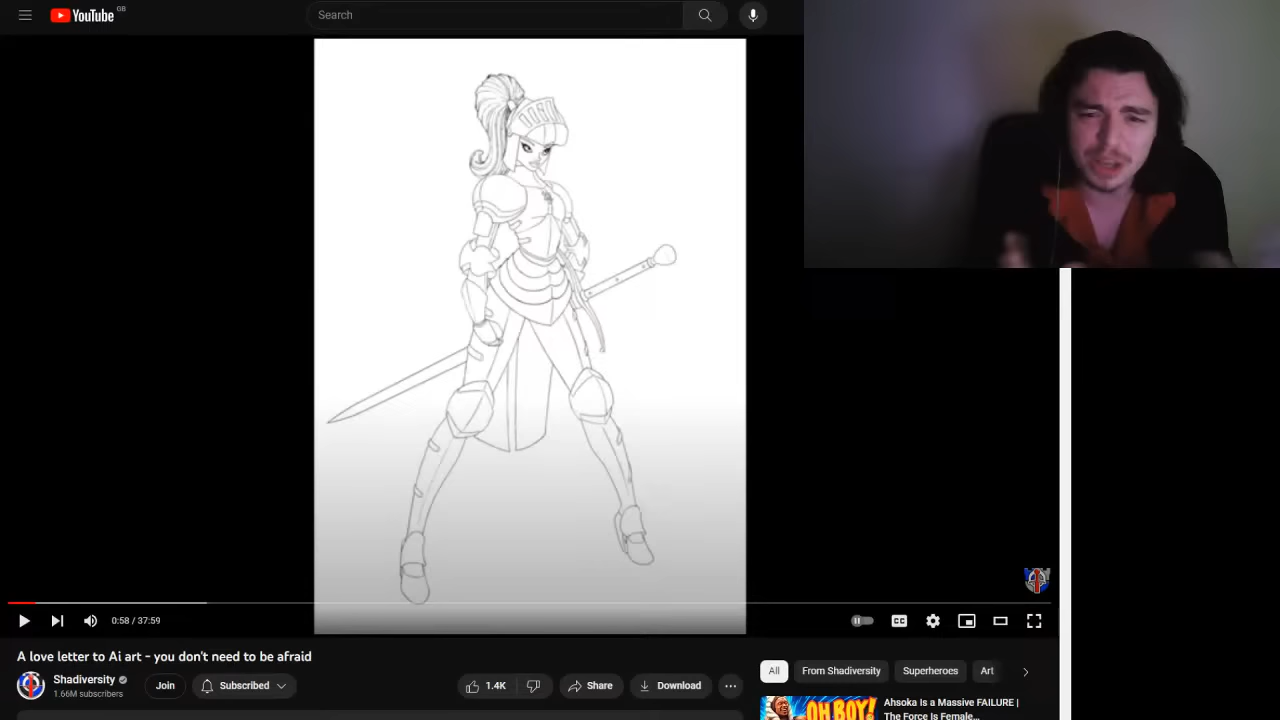 YouTube GB
Search
0:58 / 37:59
CC
A love letter to Ai art - you don't need to be afraid
Shadiversity
1.66M subscribers
Join
Subscribed
1.4K
Share
Download
All
From Shadiversity
Superheroes
Art
OH BOY!
Ahsoka Is a Massive FAILURE |
The Force Is Female...